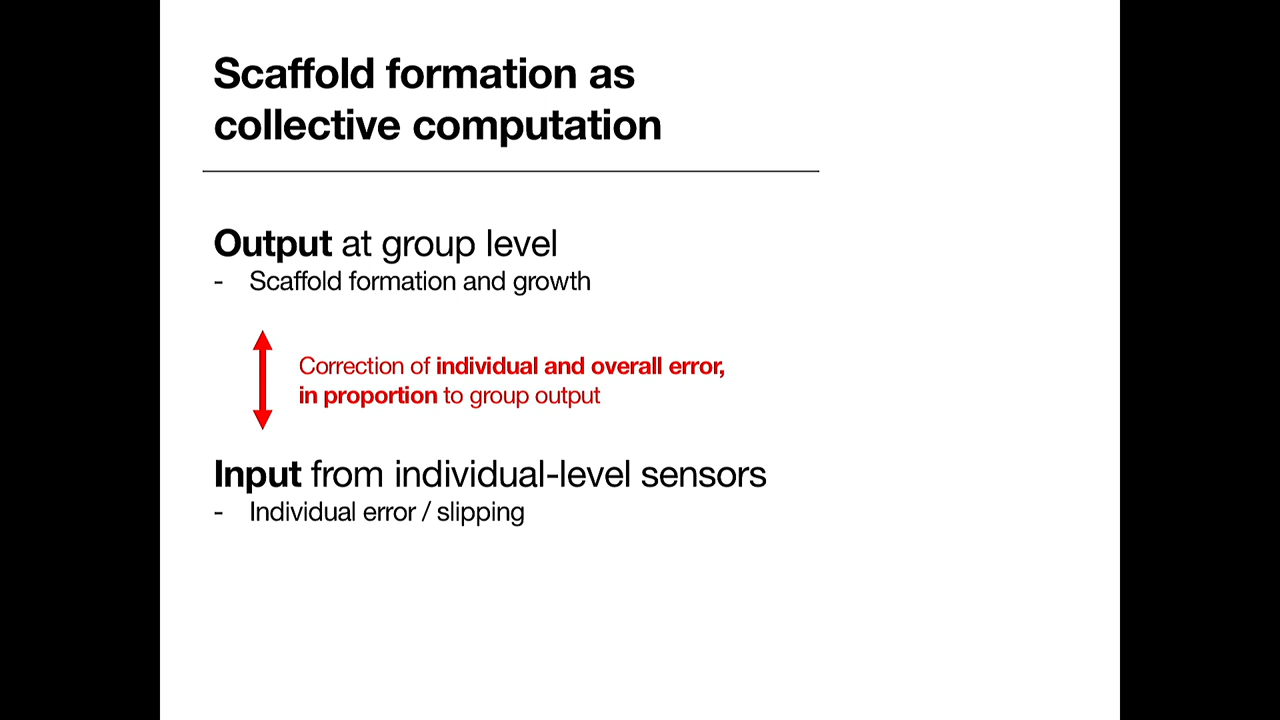 Scaffold formation as
collective computation
Output at group level
- Scaffold formation and growth
Correction of individual and overall error,
in proportion to group output
Input from individual-level sensors
- Individual error / slipping